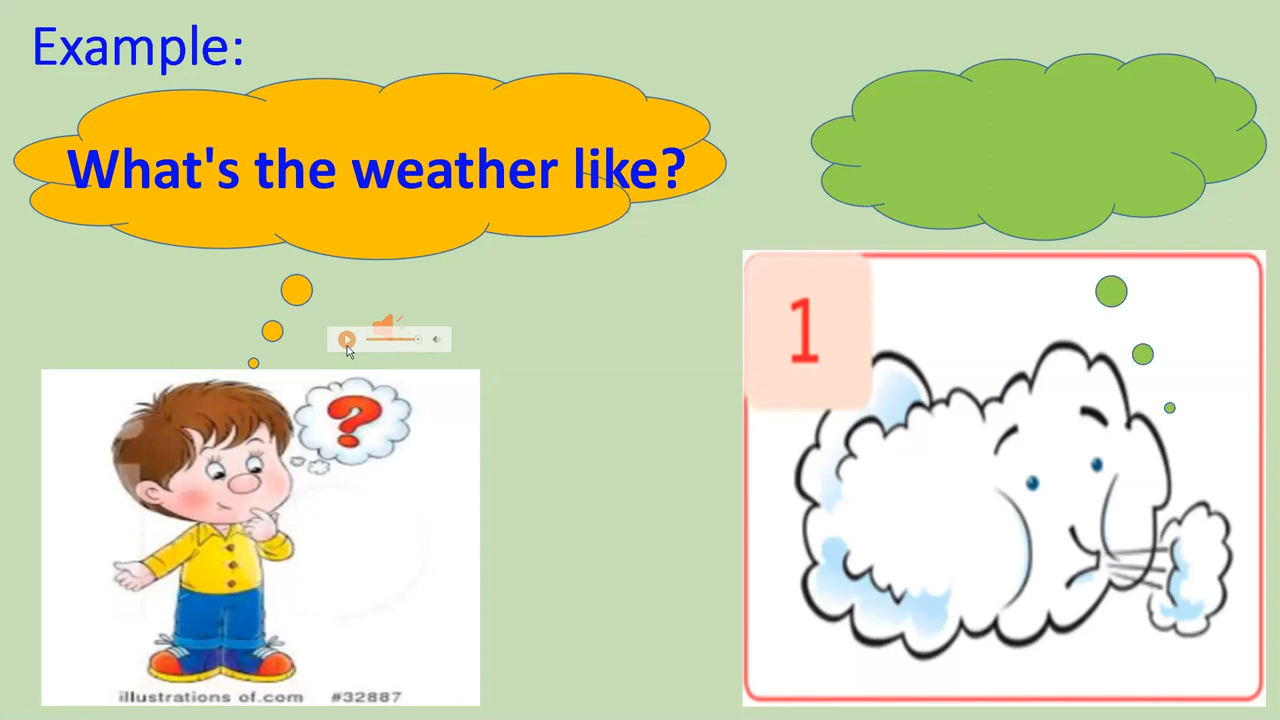 Example:
What's the weather like?
?
1
illustrations of.com #32887